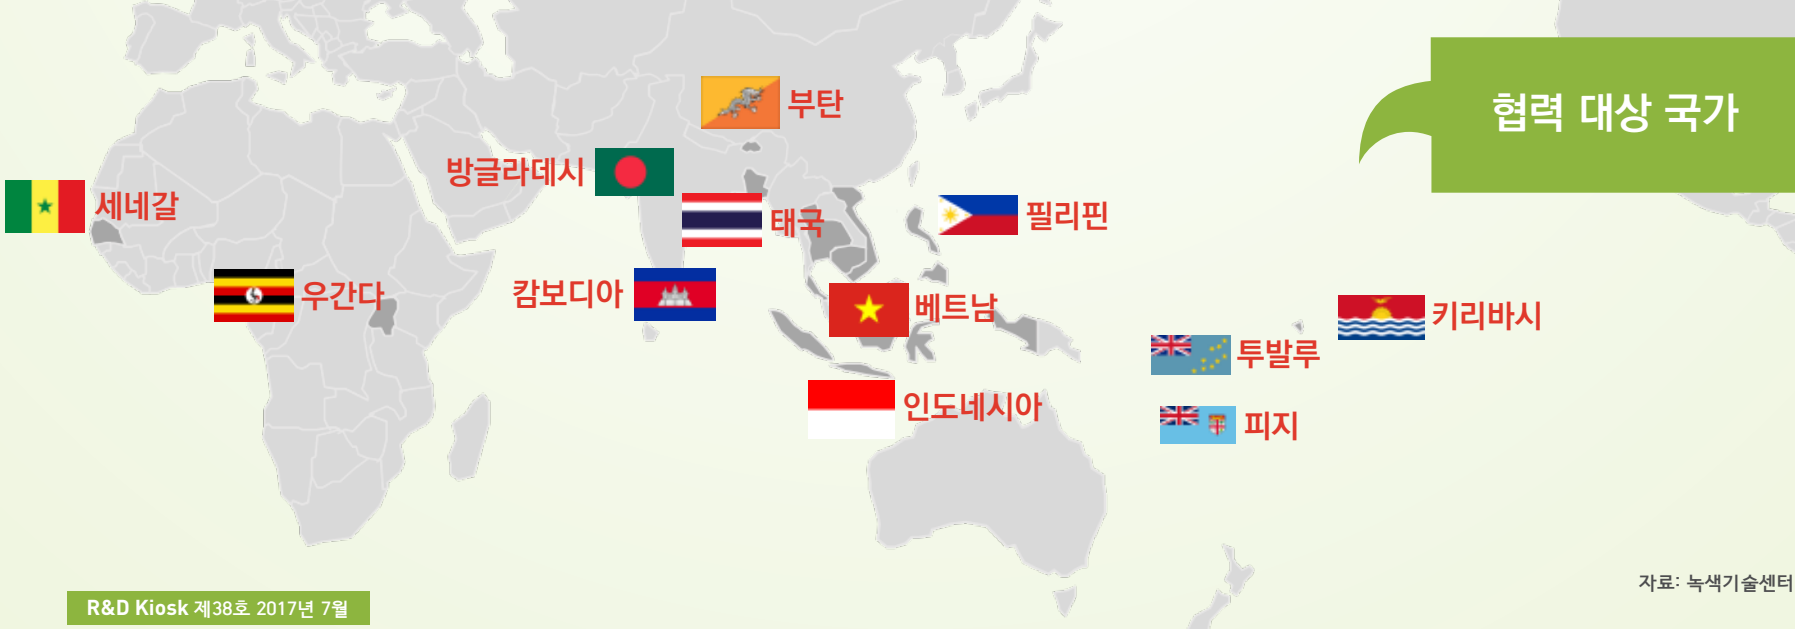 협력 대상 국가
부탄
방글라데시
세네갈
태국
필리핀
우간다
캄보디아
베트남
키리바시
투발루
인도네시아
피지
자료: 녹색기술센터
R&D Kiosk 제38호 2017년 7월